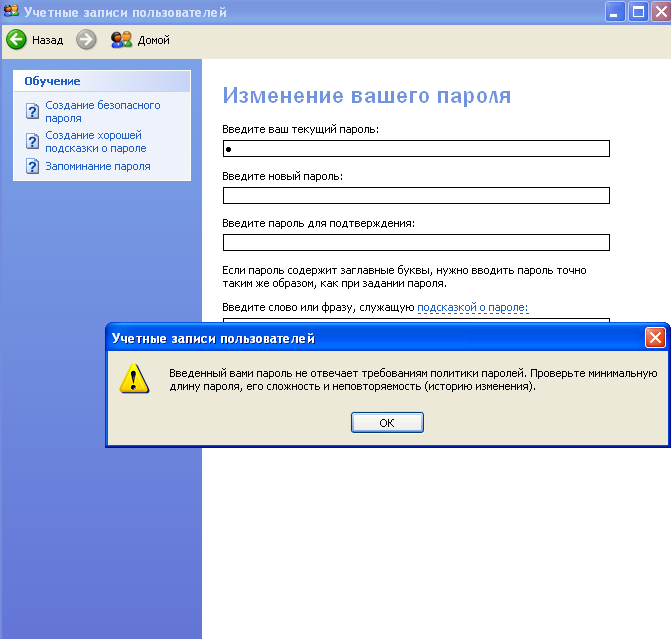 Учетные записи пользователей
Назад
Домой
Обучение
Создание безопасного
пароля
Создание хорошей
подсказки о пароле
Запоминание пароля
Изменение вашего пароля
Введите ваш текущий пароль:
Введите новый пароль:
Введите пароль для подтверждения:
Если пароль содержит заглавные буквы, нужно вводить пароль точно
таким же образом, как при задании пароля.
Введите слово или фразу, служащую подсказкой о пароле:
Учетные записи пользователей
Введенный вами пароль не отвечает требованиям политики паролей. Проверьте минимальную
длину пароля, его сложность и неповторяемость (историю изменения).
ОК